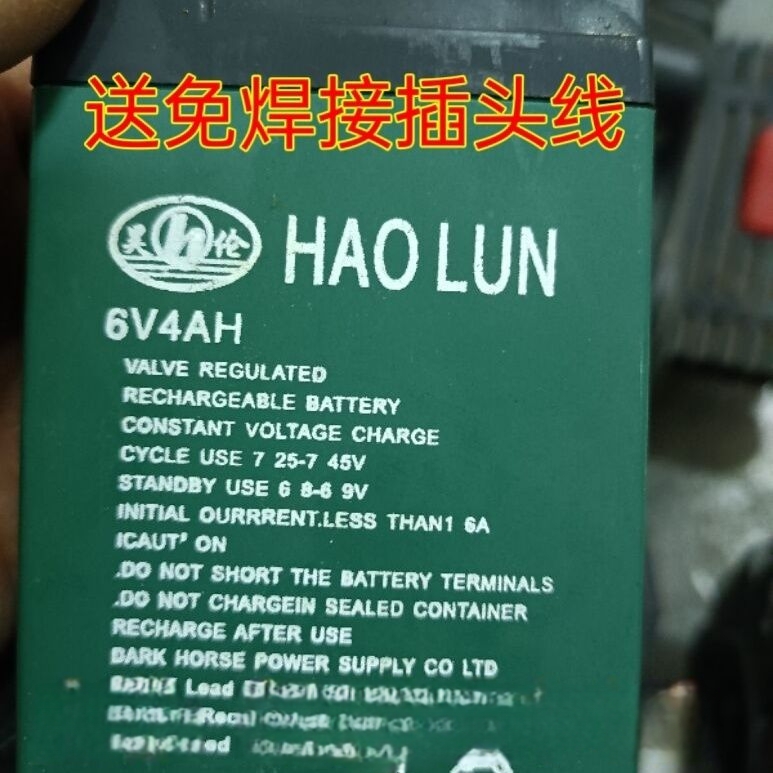 送免焊接插头线
昊 h 伦 HAO LUN
6V4AH
VALVE REGULATED
RECHARGEABLE BATTERY
CONSTANT VOLTAGE CHARGE
CYCLE USE 7 25-7 45V
STANDBY USE 6 8-6 9V
INITIAL OURRRENT.LESS THAN1 6A
ICAUT' ON
.DO NOT SHORT THE BATTERY TERMINALS
.DO NOT CHARGEIN SEALED CONTAINER
RECHARGE AFTER USE
DARK HORSE POWER SUPPLY CO LTD
Lead